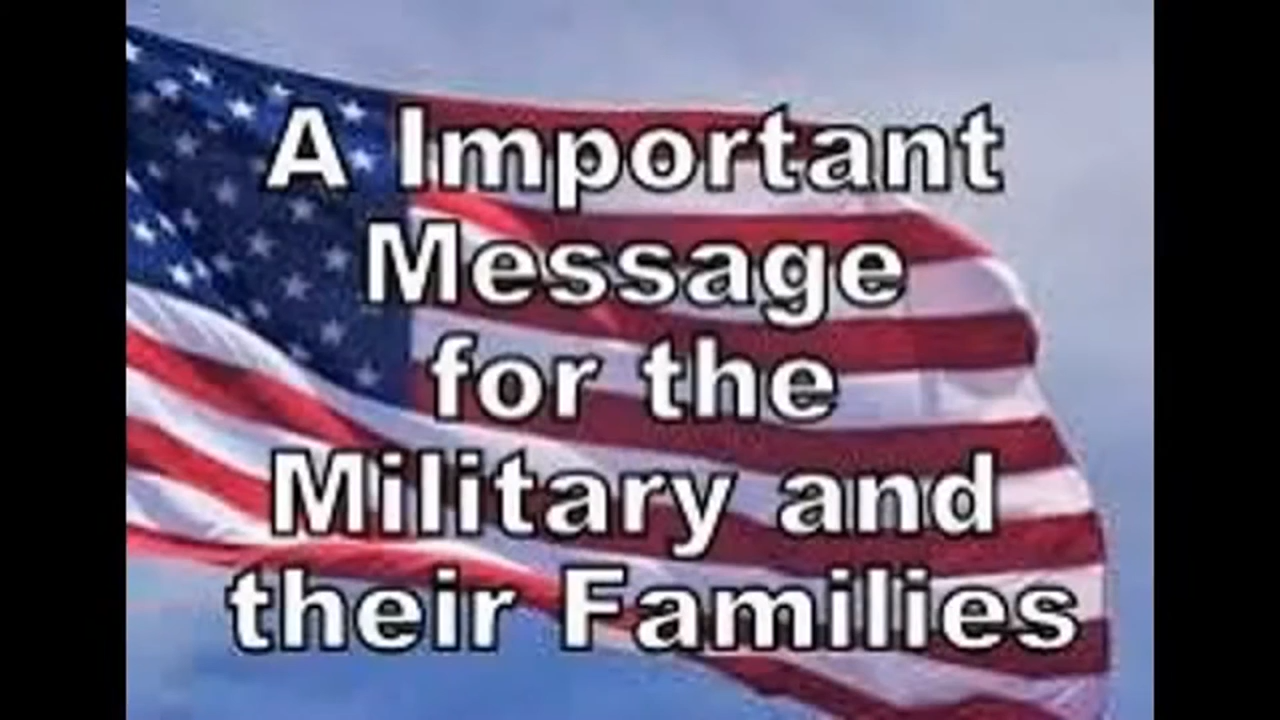 A Important
Message
for the
Military and
their Families